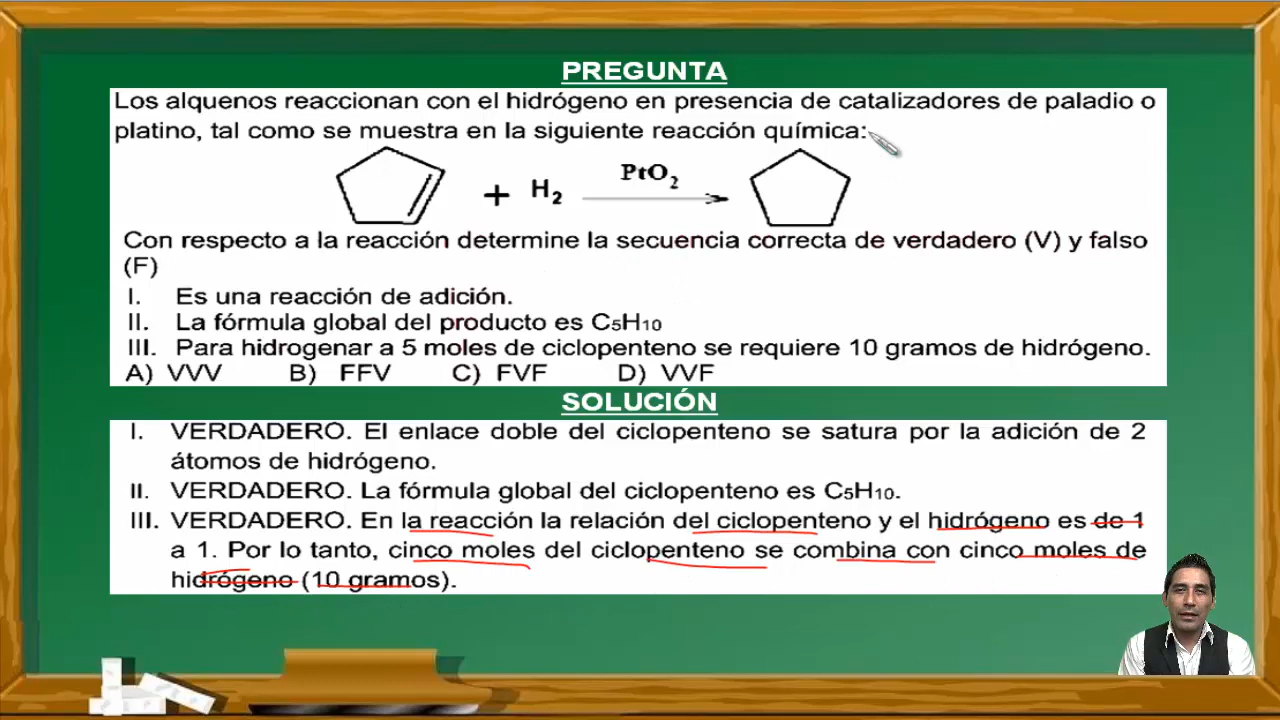 PREGUNTA
Los alquenos reaccionan con el hidrógeno en presencia de catalizadores de paladio o
platino, tal como se muestra en la siguiente reacción química:
+ H₂ PtO₂
Con respecto a la reacción determine la secuencia correcta de verdadero (V) y falso
(F)
I. Es una reacción de adición.
II. La fórmula global del producto es C₅H₁₀
III. Para hidrogenar a 5 moles de ciclopenteno se requiere 10 gramos de hidrógeno.
A) VVV B) FFV C) FVF D) VVF
SOLUCIÓN
I. VERDADERO. El enlace doble del ciclopenteno se satura por la adición de 2
átomos de hidrógeno.
II. VERDADERO. La fórmula global del ciclopenteno es C₅H₁₀.
III. VERDADERO. En la reacción la relación del ciclopenteno y el hidrógeno es de 1
a 1. Por lo tanto, cinco moles del ciclopenteno se combina con cinco moles de
hidrógeno (10 gramos).